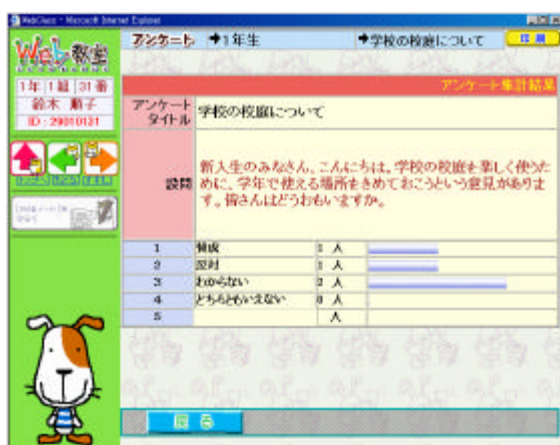 WebClass - Microsoft Internet Explorer
Web教室
アンケート ➔1年生 ➔学校の校庭について 印刷
1年 1組 31番
鈴木 順子
ID : 29010131
アンケート集計結果
アンケートタイトル 学校の校庭について
設問
新入生のみなさん、こんにちは。学校の校庭を楽しく使うた
めに、学年で使える場所をきめておこうという意見がありま
す。皆さんはどうおもいますか。
1 賛成 1 人
2 反対 1 人
3 わからない 2 人
4 どちらともいえない 0 人
5 人
戻る